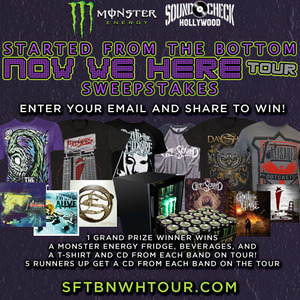 MONSTER
ENERGY
SOUND CHECK
HOLLYWOOD
STARTED FROM THE BOTTOM
NOW WE HERE TOUR
SWEEPSTAKES
ENTER YOUR EMAIL AND SHARE TO WIN!
1 GRAND PRIZE WINNER WINS
A MONSTER ENERGY FRIDGE, BEVERAGES, AND
A T-SHIRT AND CD FROM EACH BAND ON TOUR!
5 RUNNERS UP GET A CD FROM EACH BAND ON THE TOUR
SFTBNWHTOUR.COM